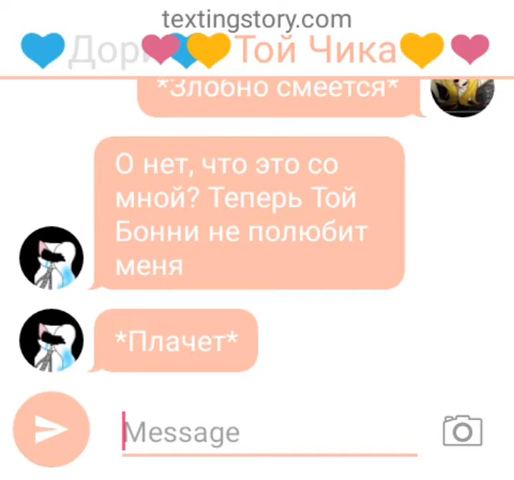 textingstory.com
Той Чика
*Злобно смеется*
О нет, что это со
мной? Теперь Той
Бонни не полюбит
меня
*Плачет*
Message